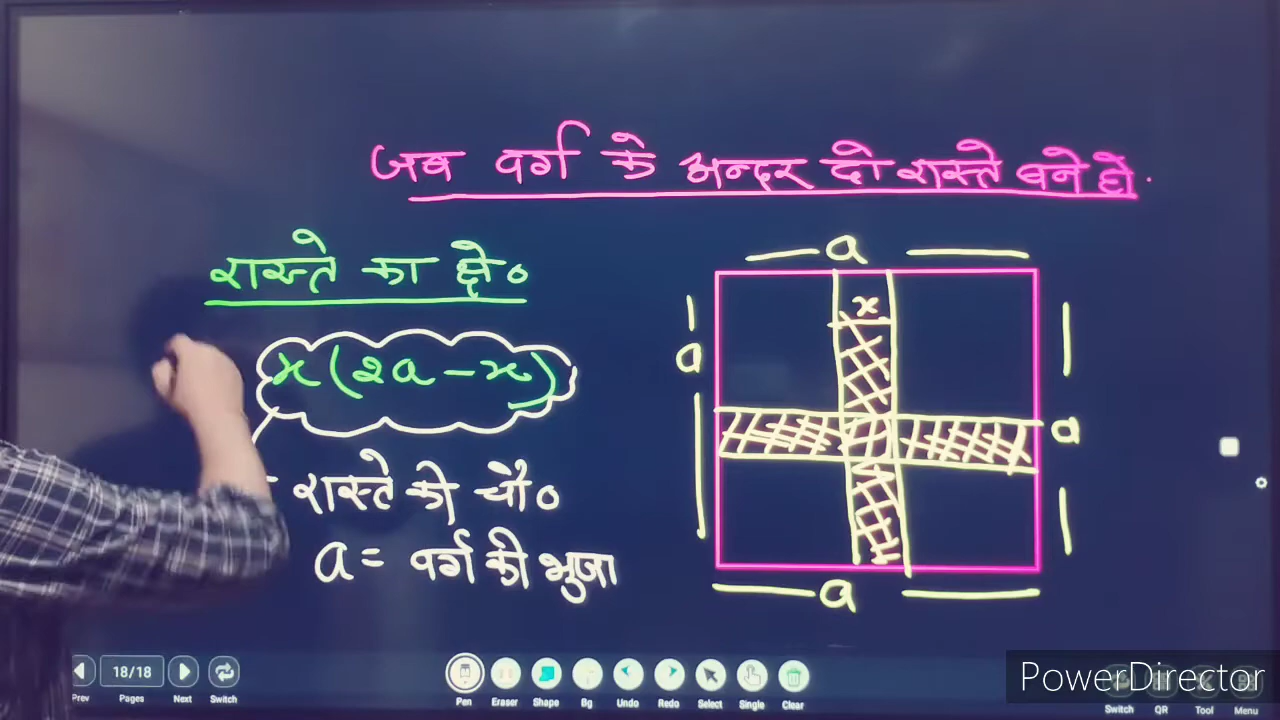 जब वर्ग के अन्दर दो रास्ते बने हों.
रास्ते का क्षे०
x(2a-x)
रास्ते की चौ०
a = वर्ग की भुजा
a
x
a
a
a
18/18
Prev Pages Next Switch
Pen Eraser Shape Bg Undo Redo Select Single Clear
Switch QR Tool Menu
PowerDirector